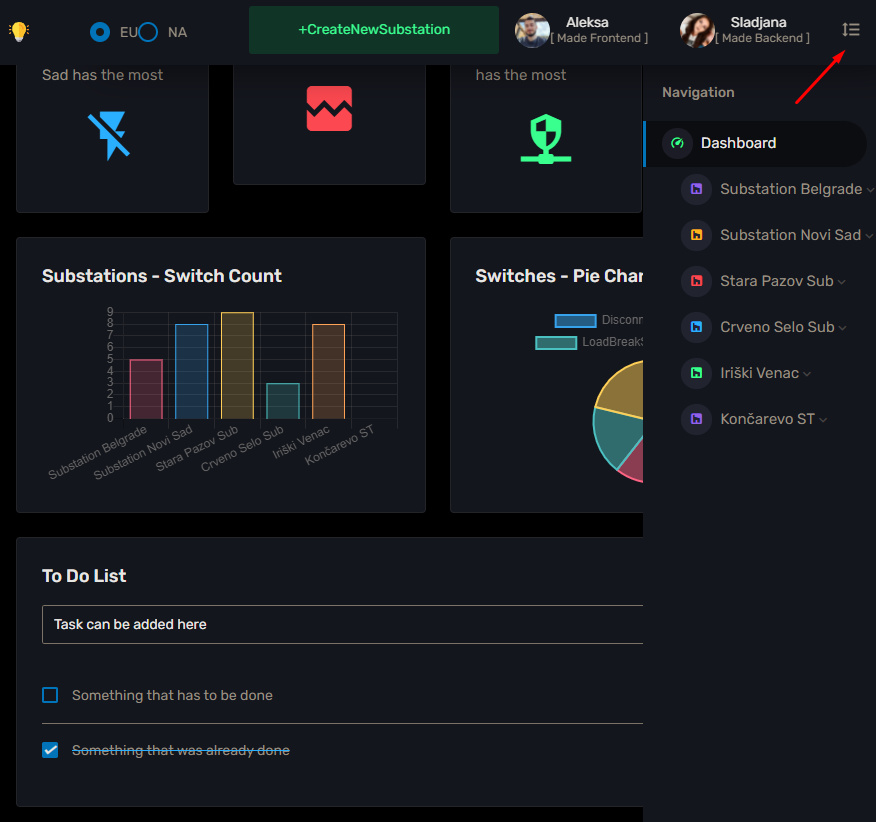 EU NA
+CreateNewSubstation
Aleksa
[ Made Frontend ]
Sladjana
[ Made Backend ]
Sad has the most
has the most
Navigation
Dashboard
Substation Belgrade
Substation Novi Sad
Stara Pazov Sub
Crveno Selo Sub
Iriški Venac
Končarevo ST
Substations - Switch Count
9
8
7
6
5
4
3
2
1
0
Substation Belgrade
Substation Novi Sad
Stara Pazov Sub
Crveno Selo Sub
Iriški Venac
Končarevo ST
Switches - Pie Char
Disconn
LoadBreakS
To Do List
Task can be added here
Something that has to be done
Something that was already done